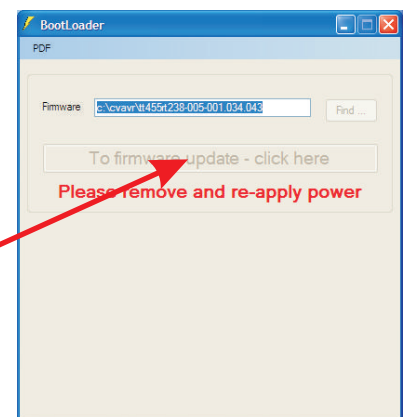 BootLoader
PDF
Firmware c:\cvavr\tt455rt238-005-001.034.043 Find ...
To firmware update - click here
Please remove and re-apply power